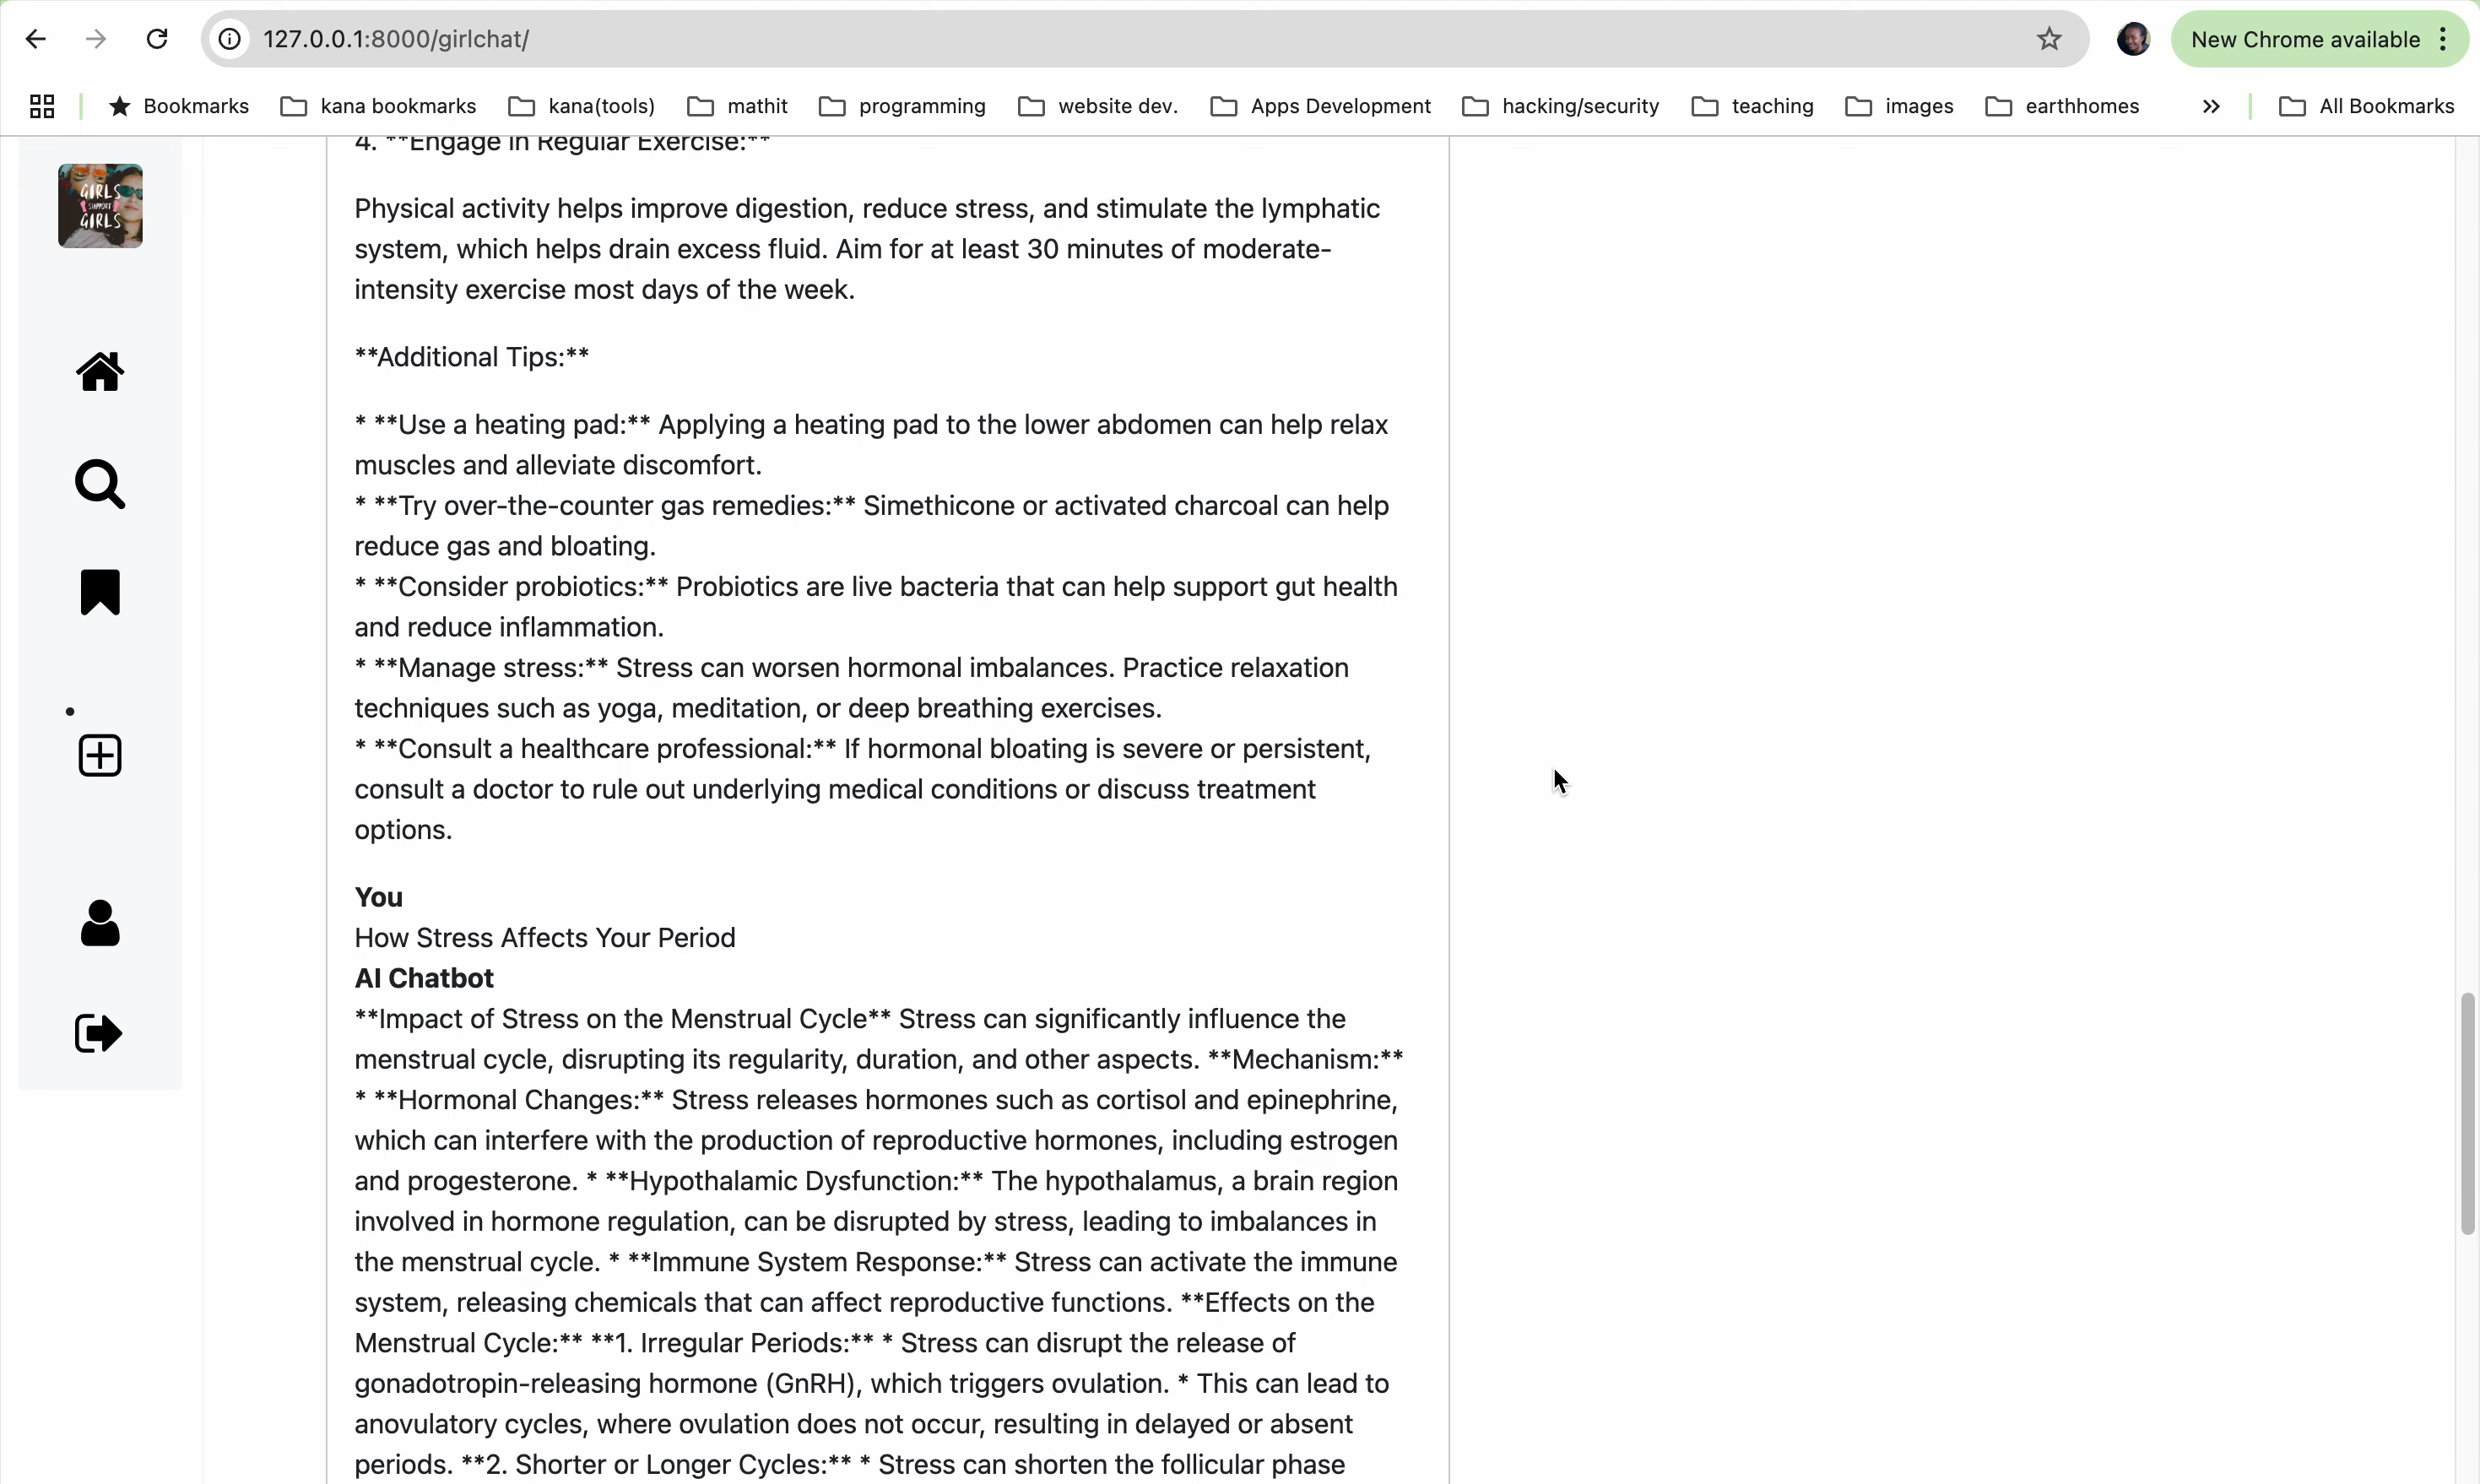 127.0.0.1:8000/girlchat/
New Chrome available
Bookmarks kana bookmarks kana(tools) mathit programming website dev. Apps Development hacking/security teaching images earthhomes » All Bookmarks
GIRLS
SUPPORT
GIRLS
4. **Engage in Regular Exercise:**
Physical activity helps improve digestion, reduce stress, and stimulate the lymphatic
system, which helps drain excess fluid. Aim for at least 30 minutes of moderate-
intensity exercise most days of the week.
**Additional Tips:**
* **Use a heating pad:** Applying a heating pad to the lower abdomen can help relax
muscles and alleviate discomfort.
* **Try over-the-counter gas remedies:** Simethicone or activated charcoal can help
reduce gas and bloating.
* **Consider probiotics:** Probiotics are live bacteria that can help support gut health
and reduce inflammation.
* **Manage stress:** Stress can worsen hormonal imbalances. Practice relaxation
techniques such as yoga, meditation, or deep breathing exercises.
* **Consult a healthcare professional:** If hormonal bloating is severe or persistent,
consult a doctor to rule out underlying medical conditions or discuss treatment
options.
You
How Stress Affects Your Period
AI Chatbot
**Impact of Stress on the Menstrual Cycle** Stress can significantly influence the
menstrual cycle, disrupting its regularity, duration, and other aspects. **Mechanism:**
* **Hormonal Changes:** Stress releases hormones such as cortisol and epinephrine,
which can interfere with the production of reproductive hormones, including estrogen
and progesterone. * **Hypothalamic Dysfunction:** The hypothalamus, a brain region
involved in hormone regulation, can be disrupted by stress, leading to imbalances in
the menstrual cycle. * **Immune System Response:** Stress can activate the immune
system, releasing chemicals that can affect reproductive functions. **Effects on the
Menstrual Cycle:** **1. Irregular Periods:** * Stress can disrupt the release of
gonadotropin-releasing hormone (GnRH), which triggers ovulation. * This can lead to
anovulatory cycles, where ovulation does not occur, resulting in delayed or absent
periods. **2. Shorter or Longer Cycles:** * Stress can shorten the follicular phase